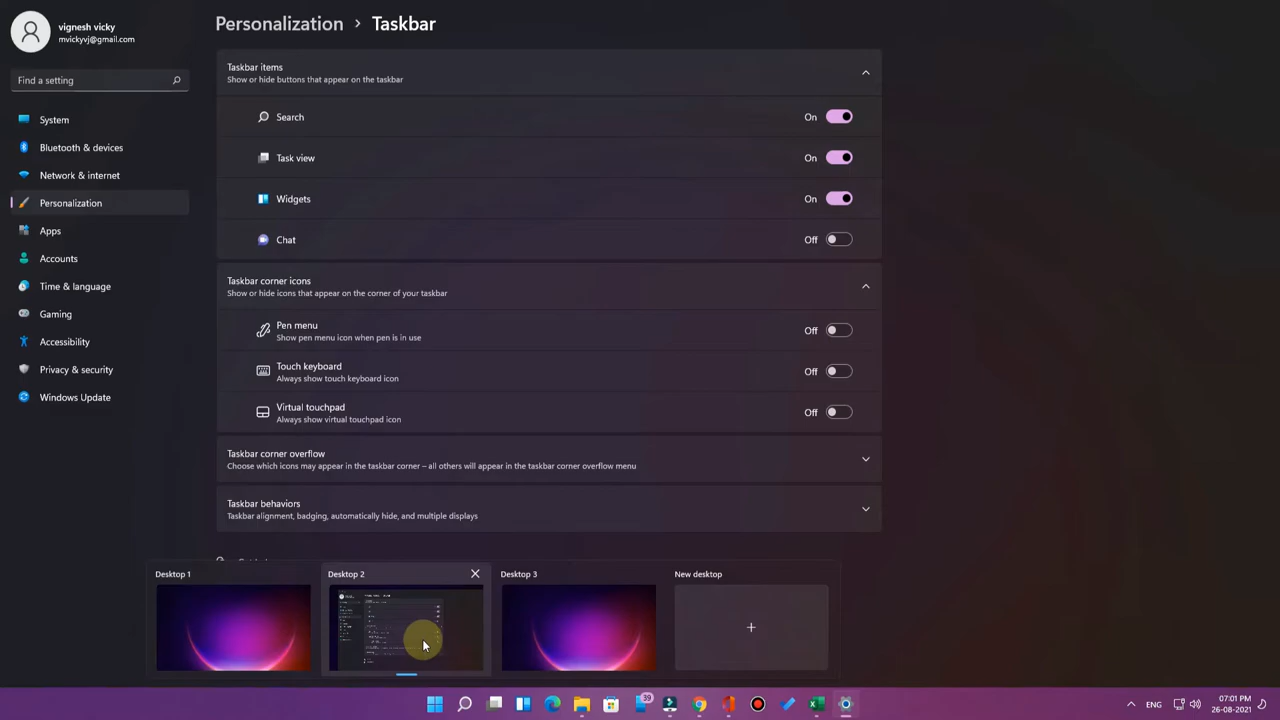 vignesh vicky
mvickyvj@gmail.com
Find a setting
System
Bluetooth & devices
Network & internet
Personalization
Apps
Accounts
Time & language
Gaming
Accessibility
Privacy & security
Windows Update
Personalization > Taskbar
Taskbar items
Show or hide buttons that appear on the taskbar
Search On
Task view On
Widgets On
Chat Off
Taskbar corner icons
Show or hide icons that appear on the corner of your taskbar
Pen menu
Show pen menu icon when pen is in use
Off
Touch keyboard
Always show touch keyboard icon
Off
Virtual touchpad
Always show virtual touchpad icon
Off
Taskbar corner overflow
Choose which icons may appear in the taskbar corner – all others will appear in the taskbar corner overflow menu
Taskbar behaviors
Taskbar alignment, badging, automatically hide, and multiple displays
Desktop 1
Desktop 2
Desktop 3
New desktop
39
ENG
07:01 PM
26-08-2021